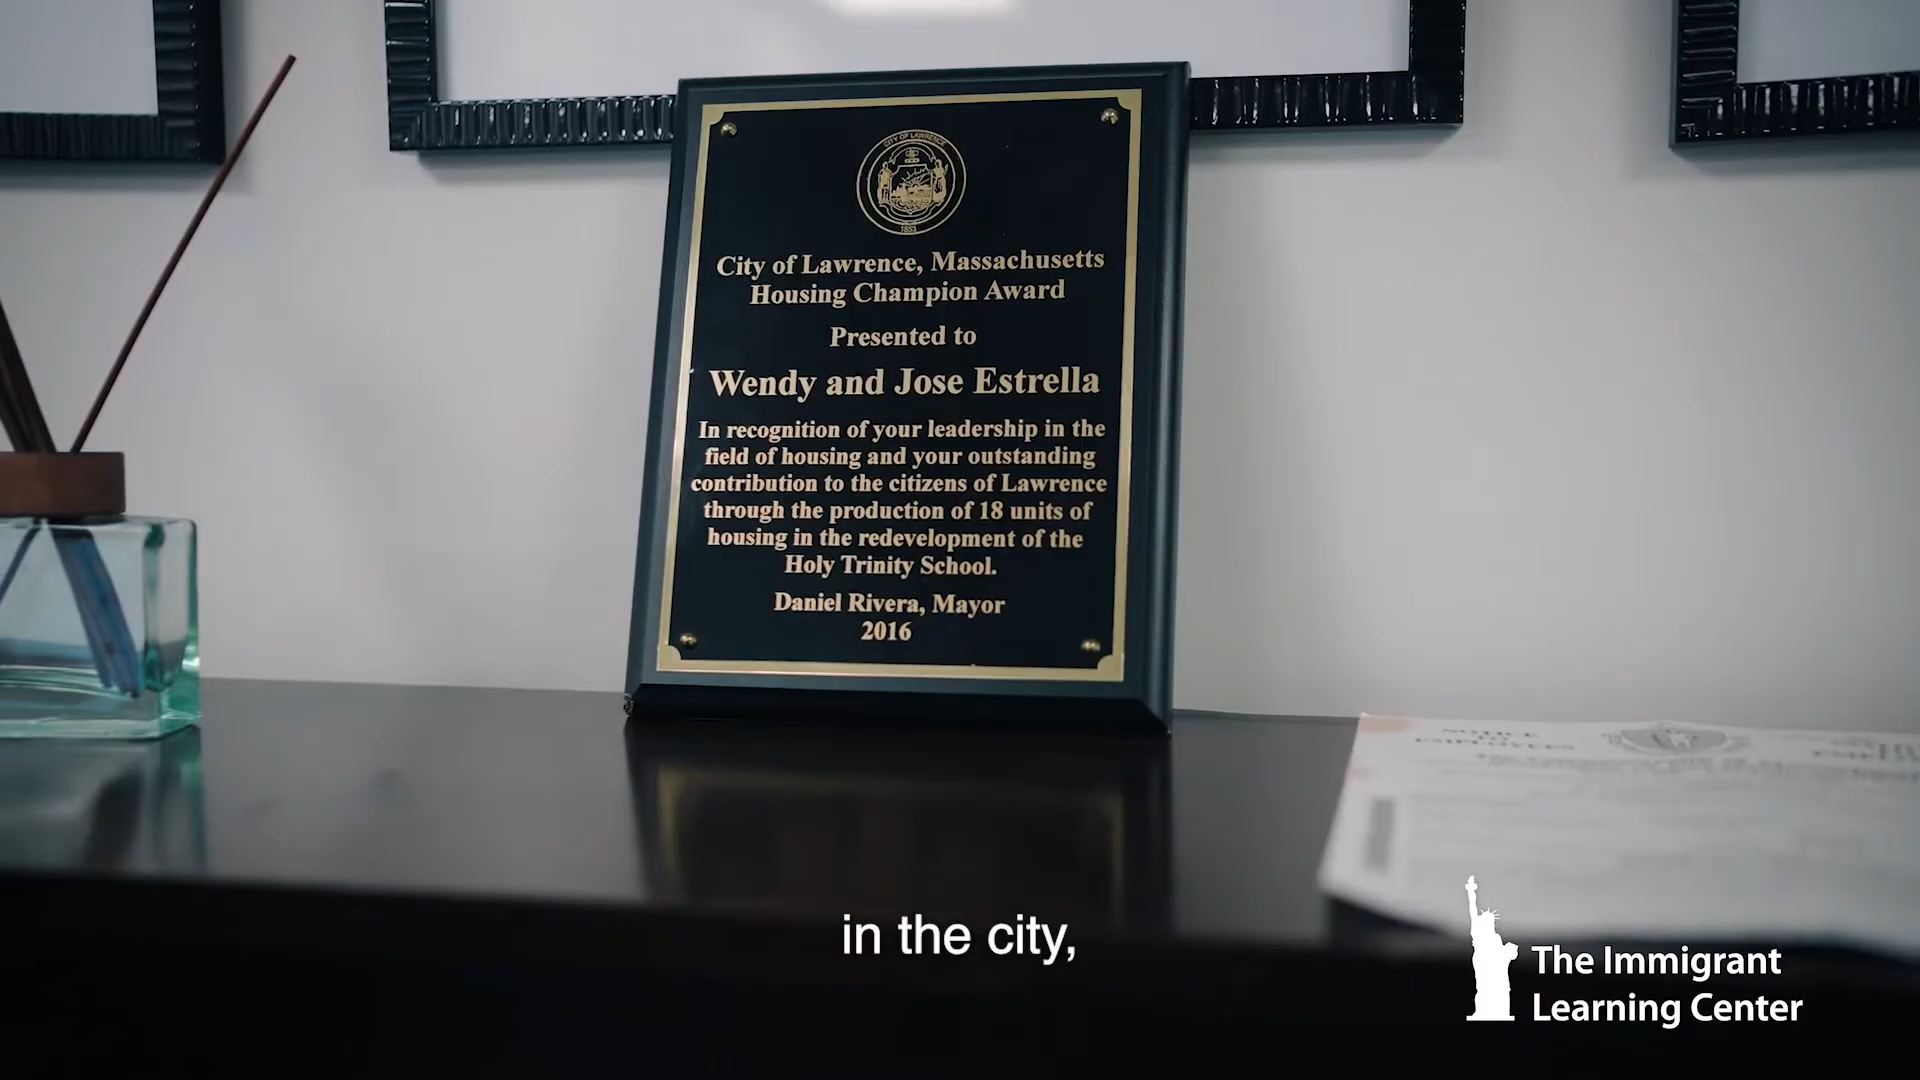 CITY OF LAWRENCE
1853
City of Lawrence, Massachusetts
Housing Champion Award
Presented to
Wendy and Jose Estrella
In recognition of your leadership in the
field of housing and your outstanding
contribution to the citizens of Lawrence
through the production of 18 units of
housing in the redevelopment of the
Holy Trinity School.
Daniel Rivera, Mayor
2016
NOTICE
TO
EMPLOYEES
in the city,
The Immigrant
Learning Center